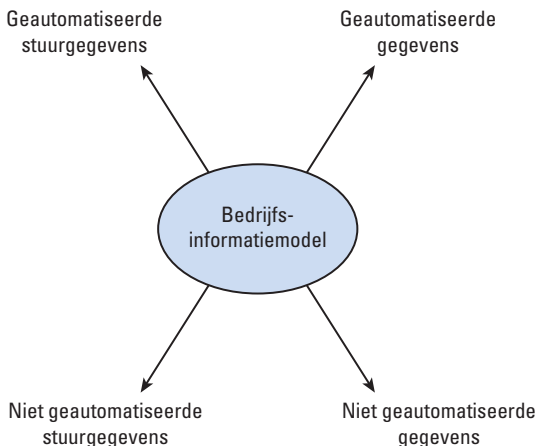 Geautomatiseerde
stuurgegevens
Geautomatiseerde
gegevens
Bedrijfs-
informatiemodel
Niet geautomatiseerde
stuurgegevens
Niet geautomatiseerde
gegevens